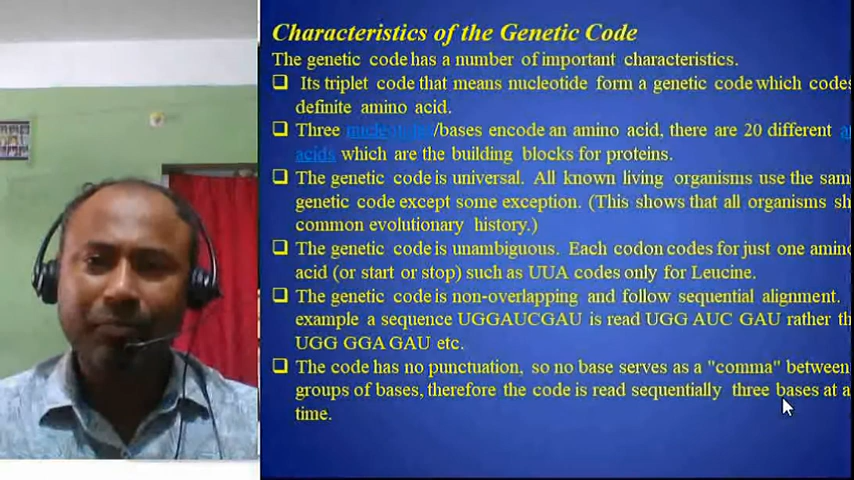 Characteristics of the Genetic Code
The genetic code has a number of important characteristics.
Its triplet code that means nucleotide form a genetic code which codes
definite amino acid.
Three /bases encode an amino acid, there are 20 different
acids which are the building blocks for proteins.
The genetic code is universal. All known living organisms use the sam
genetic code except some exception. (This shows that all organisms sh
common evolutionary history.)
The genetic code is unambiguous. Each codon codes for just one amino
acid (or start or stop) such as UUA codes only for Leucine.
The genetic code is non-overlapping and follow sequential alignment.
example a sequence UGGAUCGAU is read UGG AUC GAU rather th
UGG GGA GAU etc.
The code has no punctuation, so no base serves as a "comma" between
groups of bases, therefore the code is read sequentially three bases at a
time.